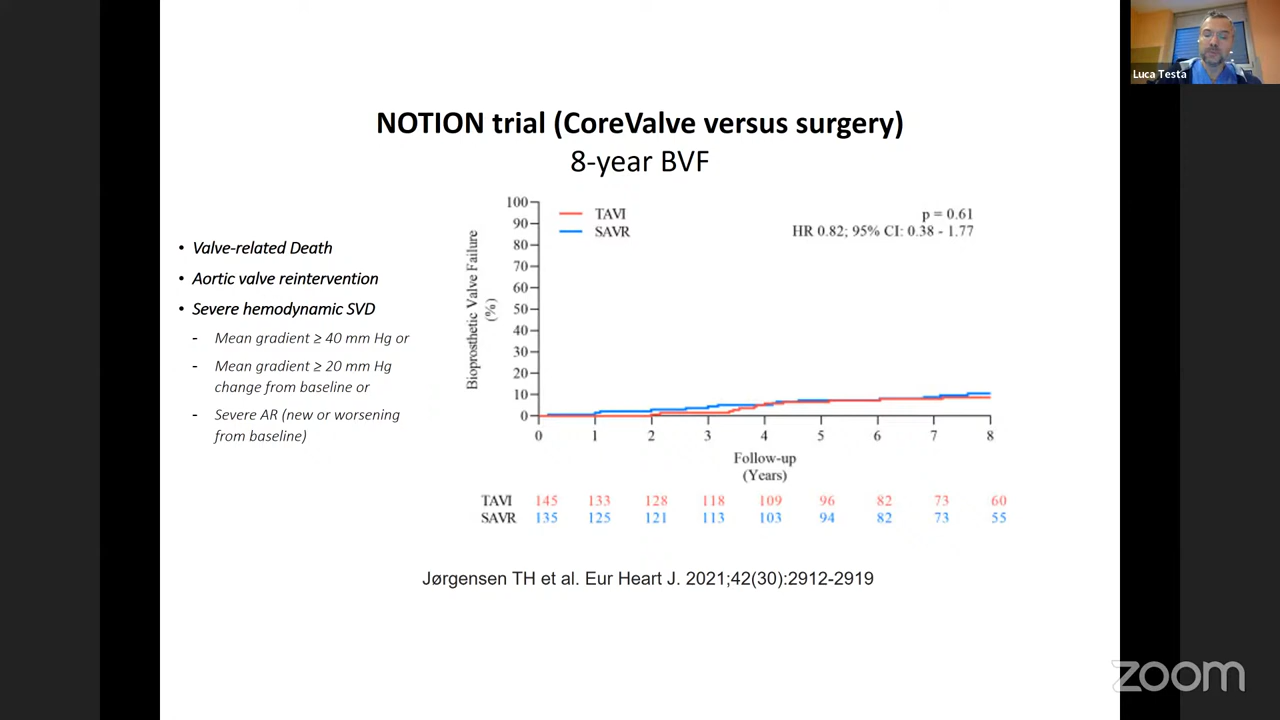 Luca Testa
NOTION trial (CoreValve versus surgery)
8-year BVF
• Valve-related Death
• Aortic valve reintervention
• Severe hemodynamic SVD
- Mean gradient ≥ 40 mm Hg or
- Mean gradient ≥ 20 mm Hg
change from baseline or
- Severe AR (new or worsening
from baseline)
Bioprosthetic Valve Failure
(%)
100
90
80
70
60
50
40
30
20
10
0
TAVI
SAVR
p = 0.61
HR 0.82; 95% CI: 0.38 - 1.77
0 1 2 3 4 5 6 7 8
Follow-up
(Years)
TAVI 145 133 128 118 109 96 82 73 60
SAVR 135 125 121 113 103 94 82 73 55
Jørgensen TH et al. Eur Heart J. 2021;42(30):2912-2919
zoom